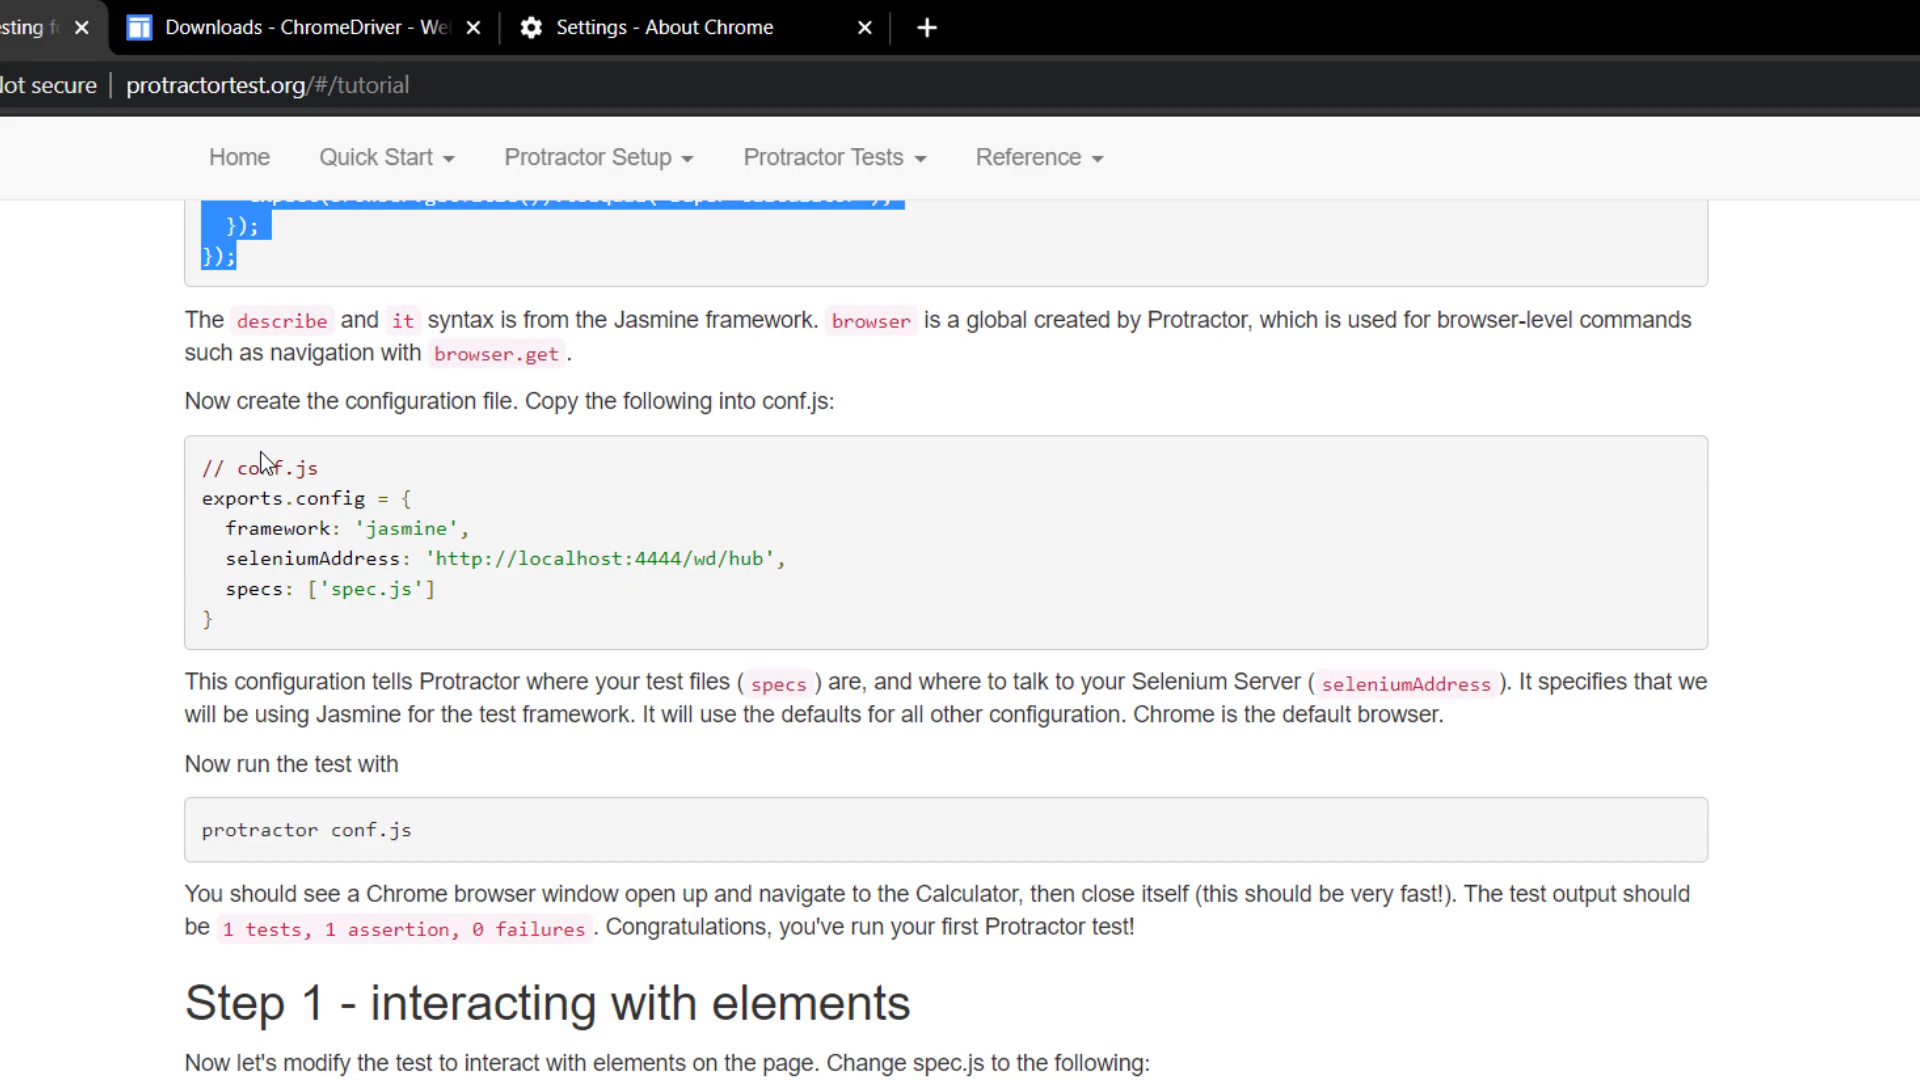 sting f
Downloads - ChromeDriver - We
Settings - About Chrome
Not secure
protractortest.org/#/tutorial
Home
Quick Start
Protractor Setup
Protractor Tests
Reference
});
});
The describe and it syntax is from the Jasmine framework. browser is a global created by Protractor, which is used for browser-level commands
such as navigation with browser.get .
Now create the configuration file. Copy the following into conf.js:
// conf.js
exports.config = {
framework: 'jasmine',
seleniumAddress: 'http://localhost:4444/wd/hub',
specs: ['spec.js']
}
This configuration tells Protractor where your test files ( specs ) are, and where to talk to your Selenium Server ( seleniumAddress ). It specifies that we
will be using Jasmine for the test framework. It will use the defaults for all other configuration. Chrome is the default browser.
Now run the test with
protractor conf.js
You should see a Chrome browser window open up and navigate to the Calculator, then close itself (this should be very fast!). The test output should
be 1 tests, 1 assertion, 0 failures . Congratulations, you've run your first Protractor test!
Step 1 - interacting with elements
Now let's modify the test to interact with elements on the page. Change spec.js to the following: